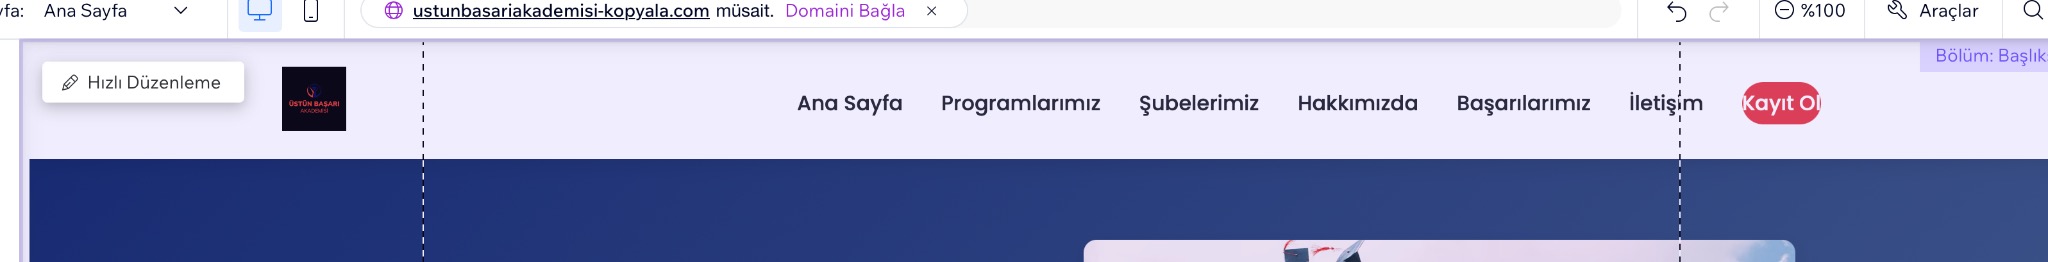 yfa: Ana Sayfa ustunbasariakademisi-kopyala.com müsait. Domaini Bağla × %100 Araçlar
Bölüm: Başlık
Hızlı Düzenleme
ÜSTÜN BAŞARI
AKADEMİSİ
Ana Sayfa Programlarımız Şubelerimiz Hakkımızda Başarılarımız İletişim Kayıt Ol